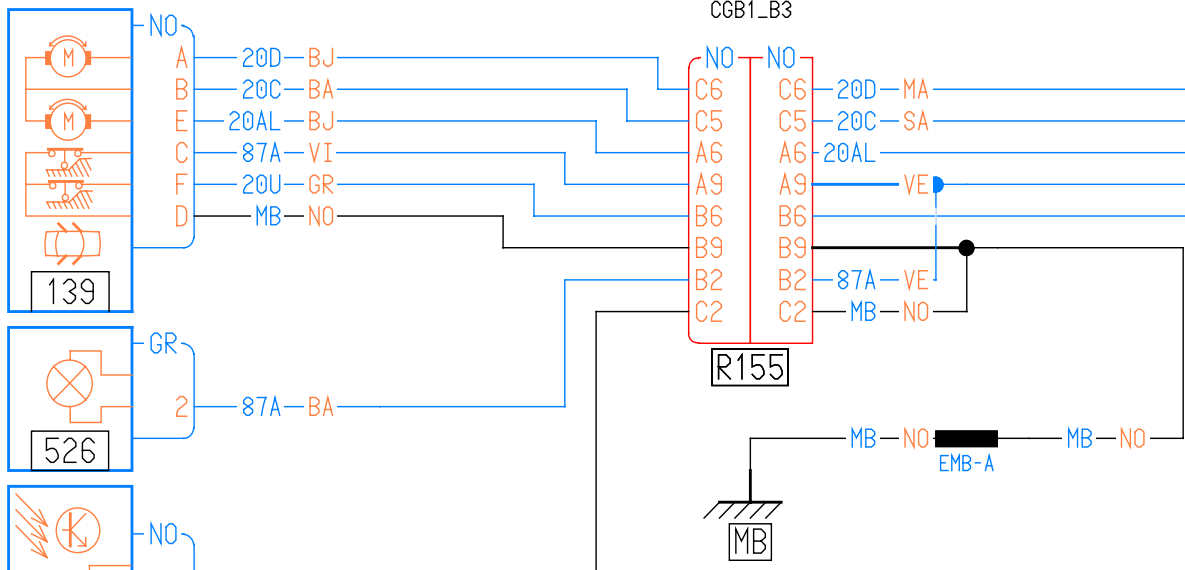 CGB1_B3
NO
M
A 20D BJ
NO NO
B 20C BA
C6 C6 20D MA
M
E 20AL BJ
C5 C5 20C SA
C 87A VI
A6 A6 20AL
F 20U GR
A9 A9 VE
D MB NO
B6 B6
B9 B9
139
B2 B2 87A VE
C2 C2 MB NO
GR
R155
2 87A BA
526
MB NO MB NO
EMB-A
NO
MB